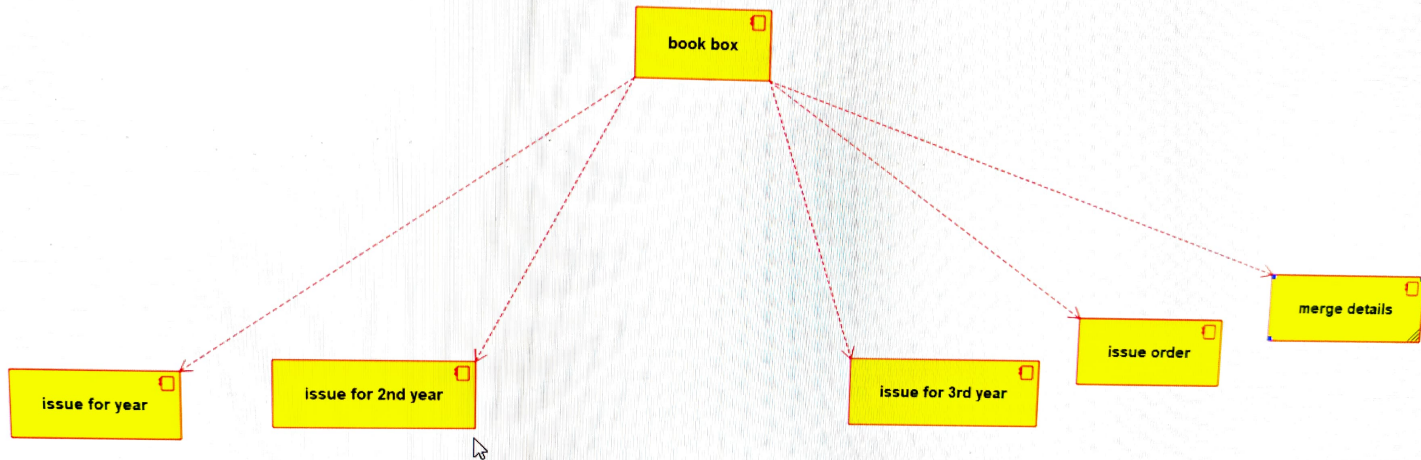 book box
merge details
issue order
issue for year
issue for 2nd year
issue for 3rd year